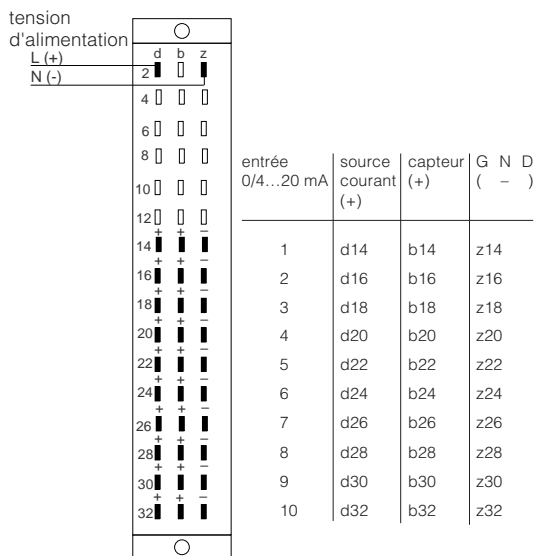 tension
d'alimentation
L (+)
N (-)
d b z
2
4
6
8
10
12
+ + –
14
+ + –
16
+ + –
18
+ + –
20
+ + –
22
+ + –
24
+ + –
26
+ + –
28
+ + –
30
+ + –
32
entrée source capteur G N D
0/4…20 mA courant (+) ( – )
(+)
1 d14 b14 z14
2 d16 b16 z16
3 d18 b18 z18
4 d20 b20 z20
5 d22 b22 z22
6 d24 b24 z24
7 d26 b26 z26
8 d28 b28 z28
9 d30 b30 z30
10 d32 b32 z32